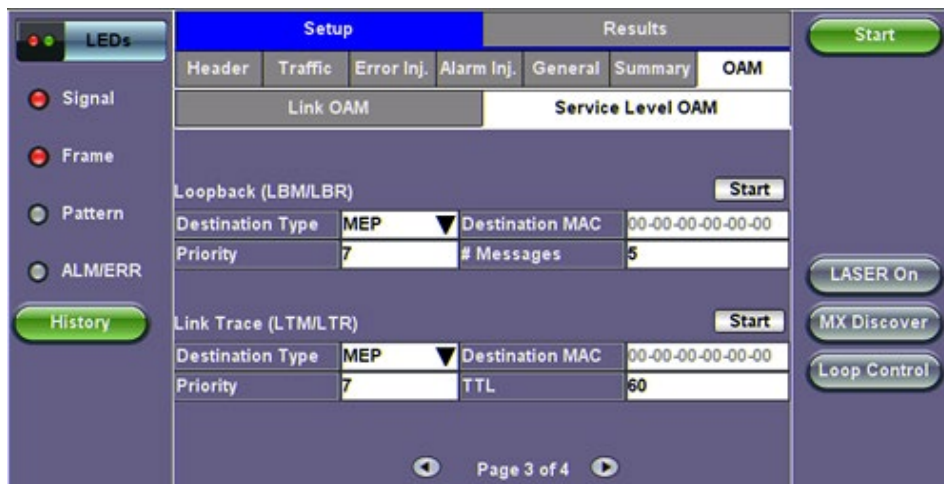 LEDs
Setup
Results
Start
Header
Traffic
Error Inj.
Alarm Inj.
General
Summary
OAM
Signal
Link OAM
Service Level OAM
Frame
Loopback (LBM/LBR)
Start
Pattern
Destination Type
MEP
Destination MAC
00-00-00-00-00-00
Priority
7
# Messages
5
ALM/ERR
LASER On
History
Link Trace (LTM/LTR)
Start
MX Discover
Destination Type
MEP
Destination MAC
00-00-00-00-00-00
Loop Control
Priority
7
TTL
60
Page 3 of 4